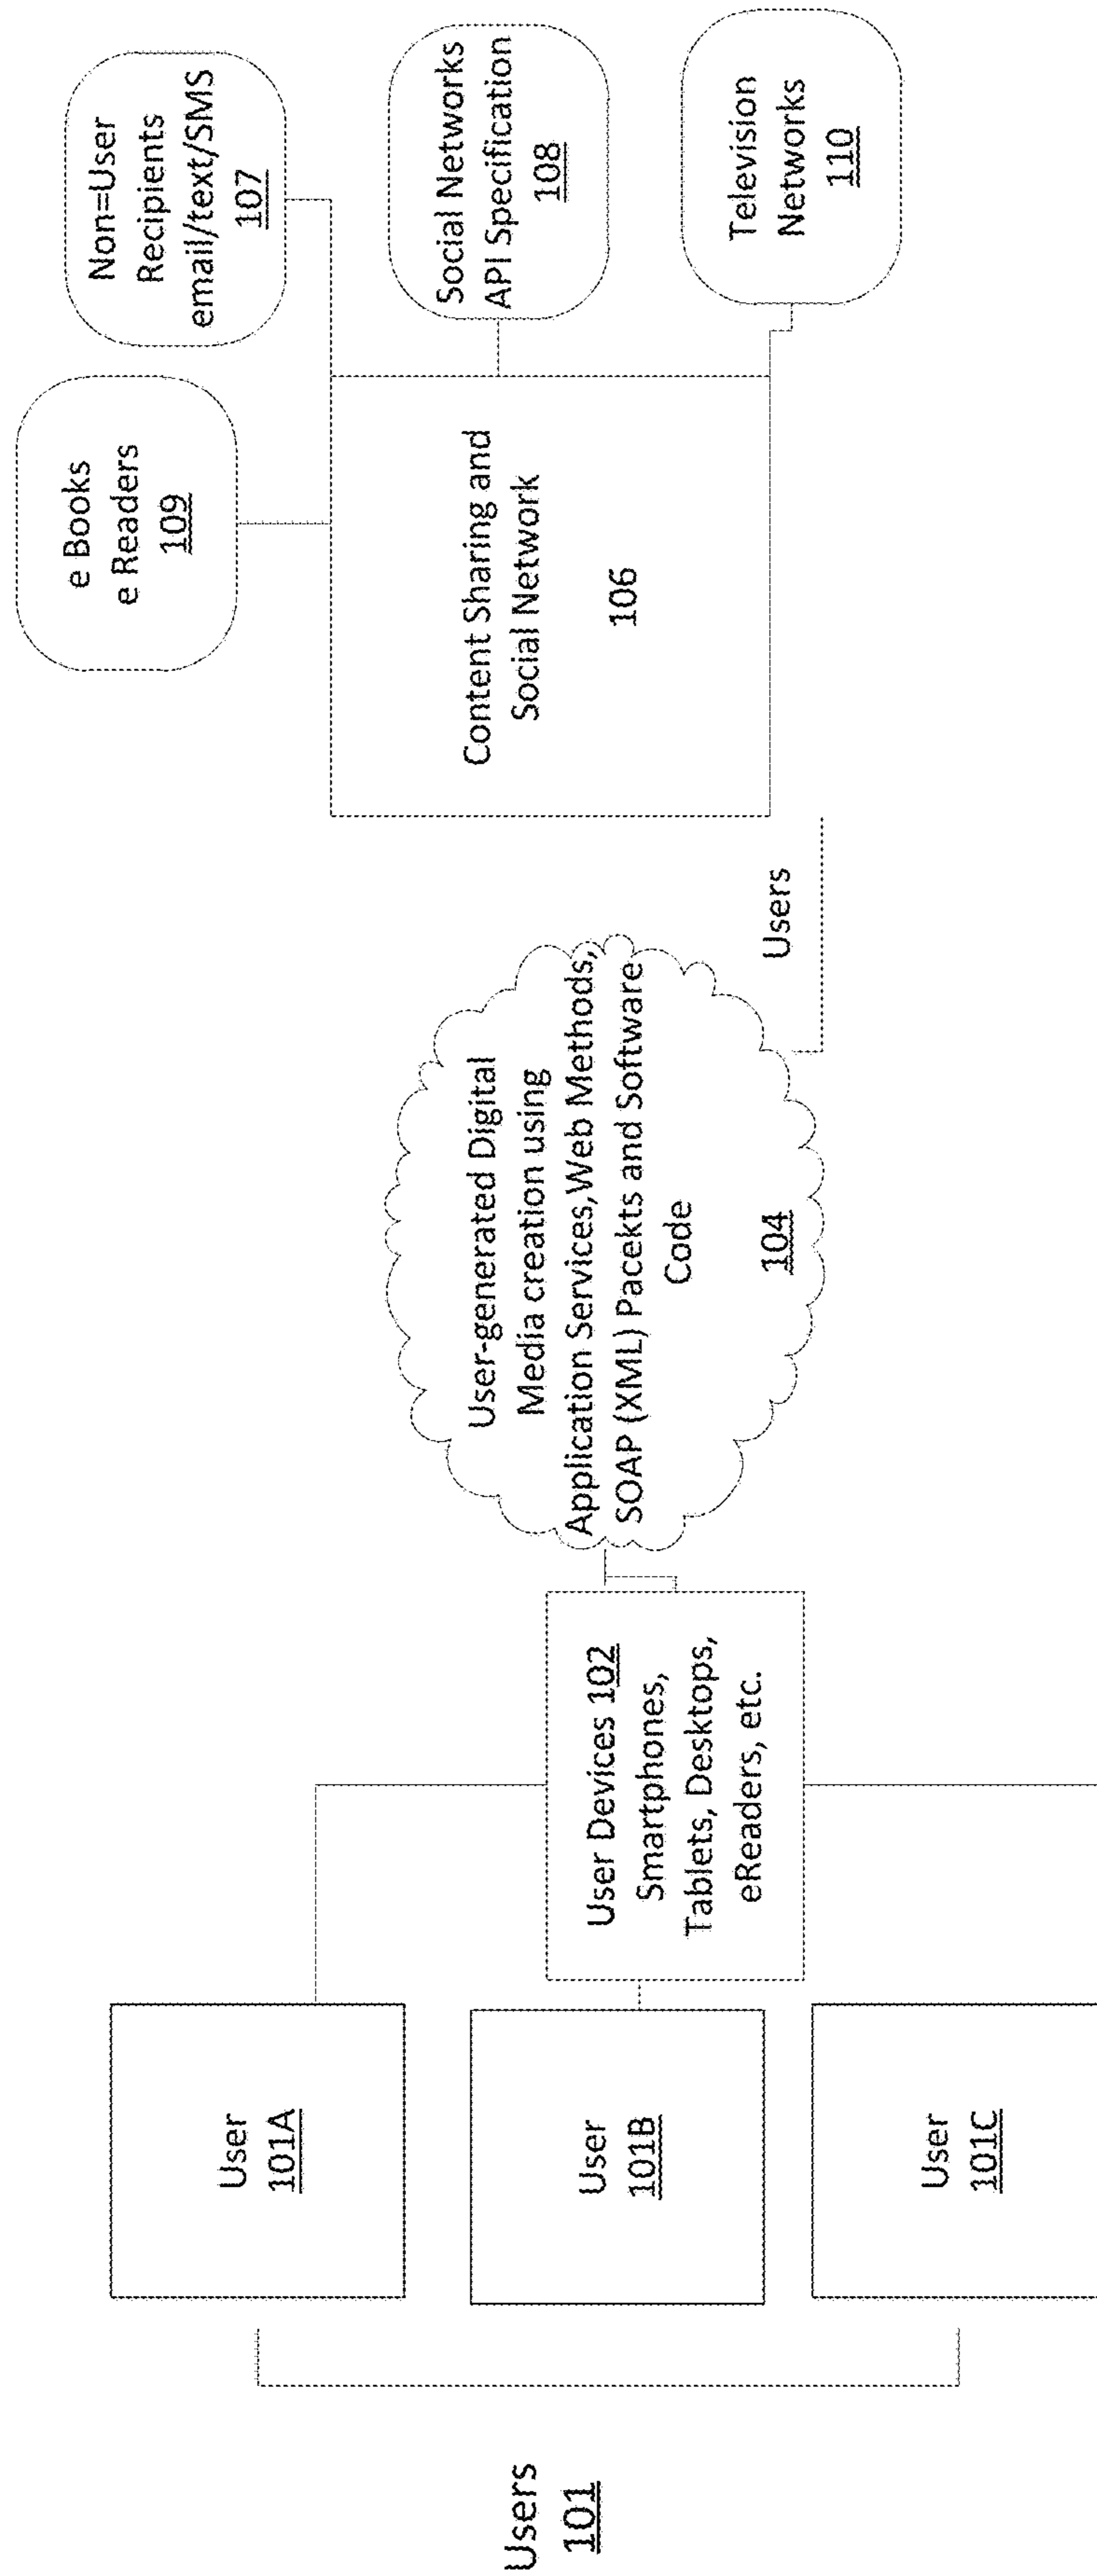 Users
101
User
101A
User
101B
User
101C
User Devices 102
Smartphones,
Tablets, Desktops,
eReaders, etc.
User-generated Digital
Media creation using
Application Services,Web Methods,
SOAP (XML) Pacekts and Software
Code
104
Users
Content Sharing and
Social Network
106
e Books
e Readers
109
Non=User
Recipients
email/text/SMS
107
Social Networks
API Specification
108
Television
Networks
110